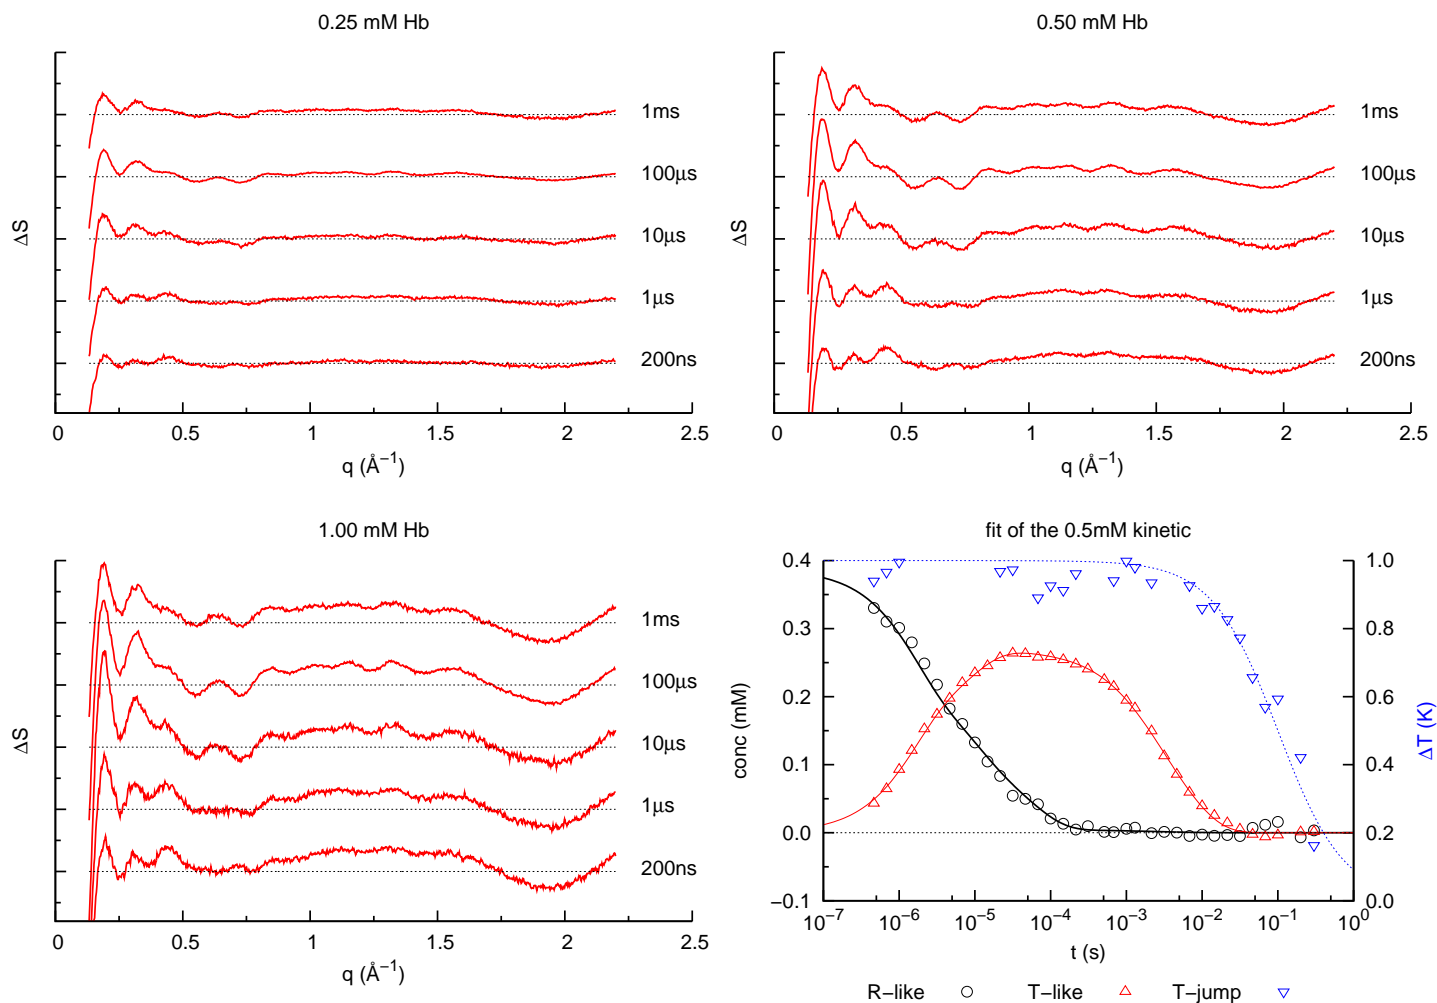 0.25 mM Hb
ΔS
1ms
100μs
10μs
1μs
200ns
0 0.5 1 1.5 2 2.5
q (Å⁻¹)
0.50 mM Hb
ΔS
1ms
100μs
10μs
1μs
200ns
0 0.5 1 1.5 2 2.5
q (Å⁻¹)
1.00 mM Hb
ΔS
1ms
100μs
10μs
1μs
200ns
0 0.5 1 1.5 2 2.5
q (Å⁻¹)
fit of the 0.5mM kinetic
conc (mM)
0.4
0.3
0.2
0.1
0.0
−0.1
1.0
0.8
0.6
0.4
0.2
0.0
ΔT (K)
10⁻⁷ 10⁻⁶ 10⁻⁵ 10⁻⁴ 10⁻³ 10⁻² 10⁻¹ 10⁰
t (s)
R−like T−like T−jump